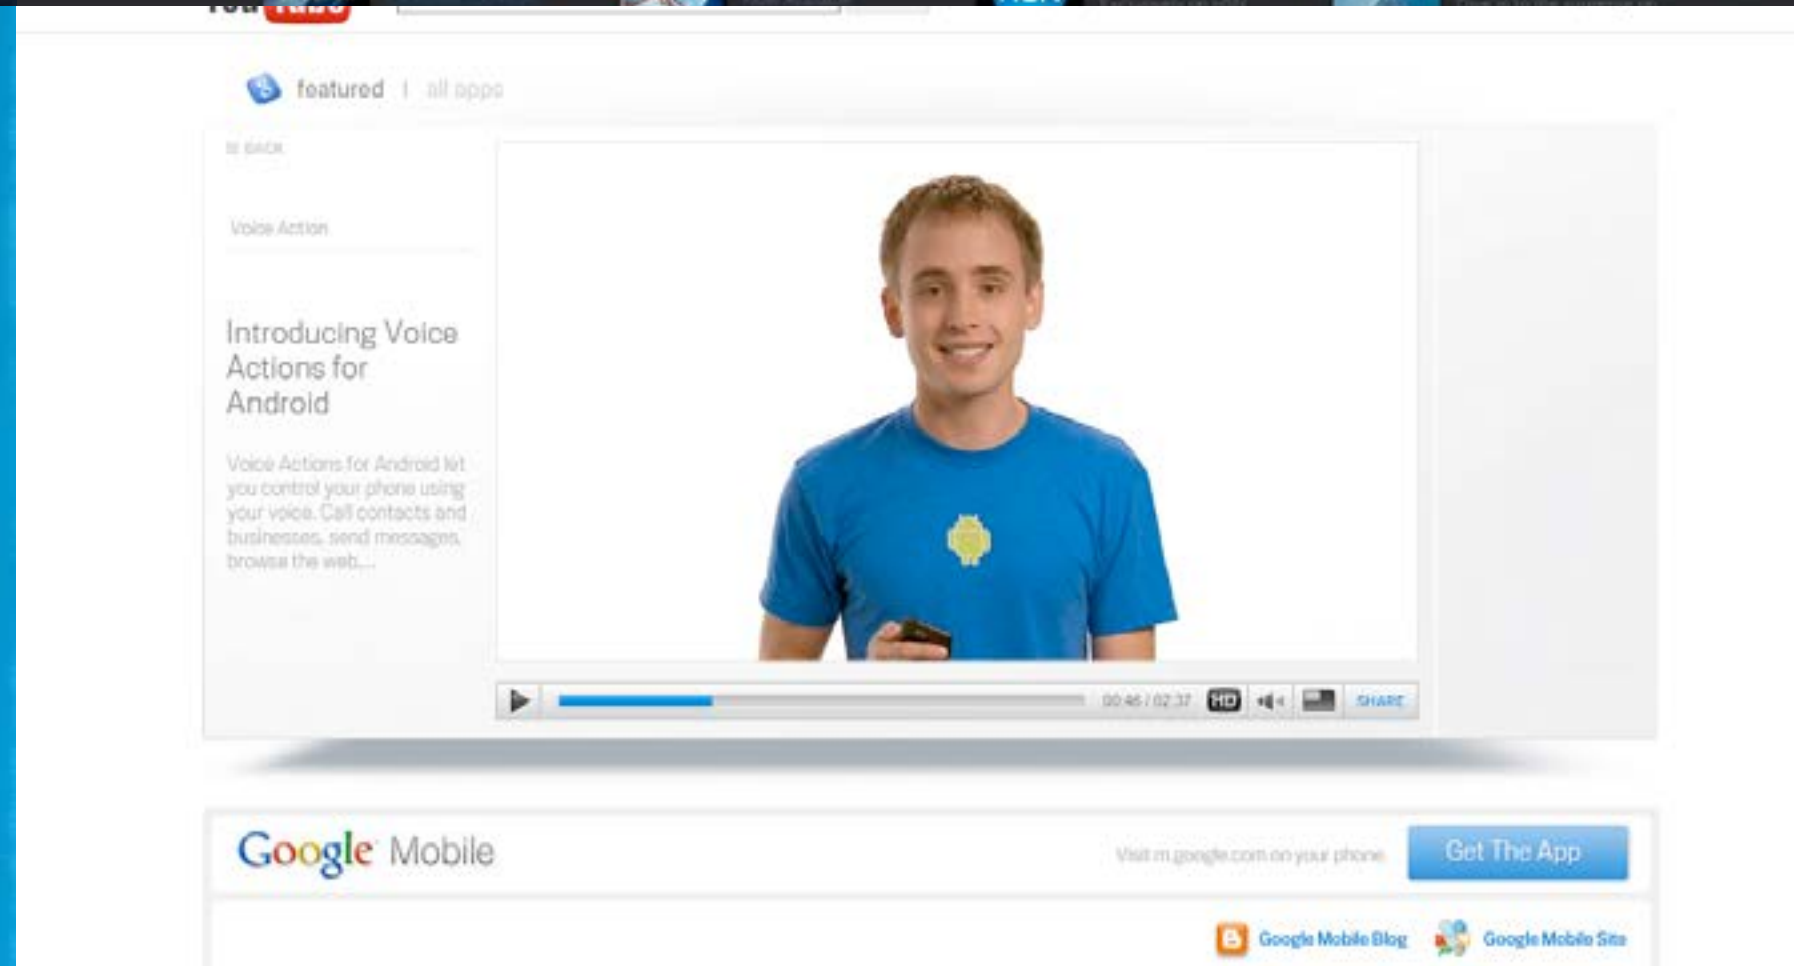 YouTube
featured | all apps
BACK
Voice Action
Introducing Voice
Actions for
Android
Voice Actions for Android let
you control your phone using
your voice. Call contacts and
businesses, send messages,
browse the web....
00:46 / 02:37 HD SHARE
Google Mobile
Visit m.google.com on your phone
Get The App
Google Mobile Blog
Google Mobile Site